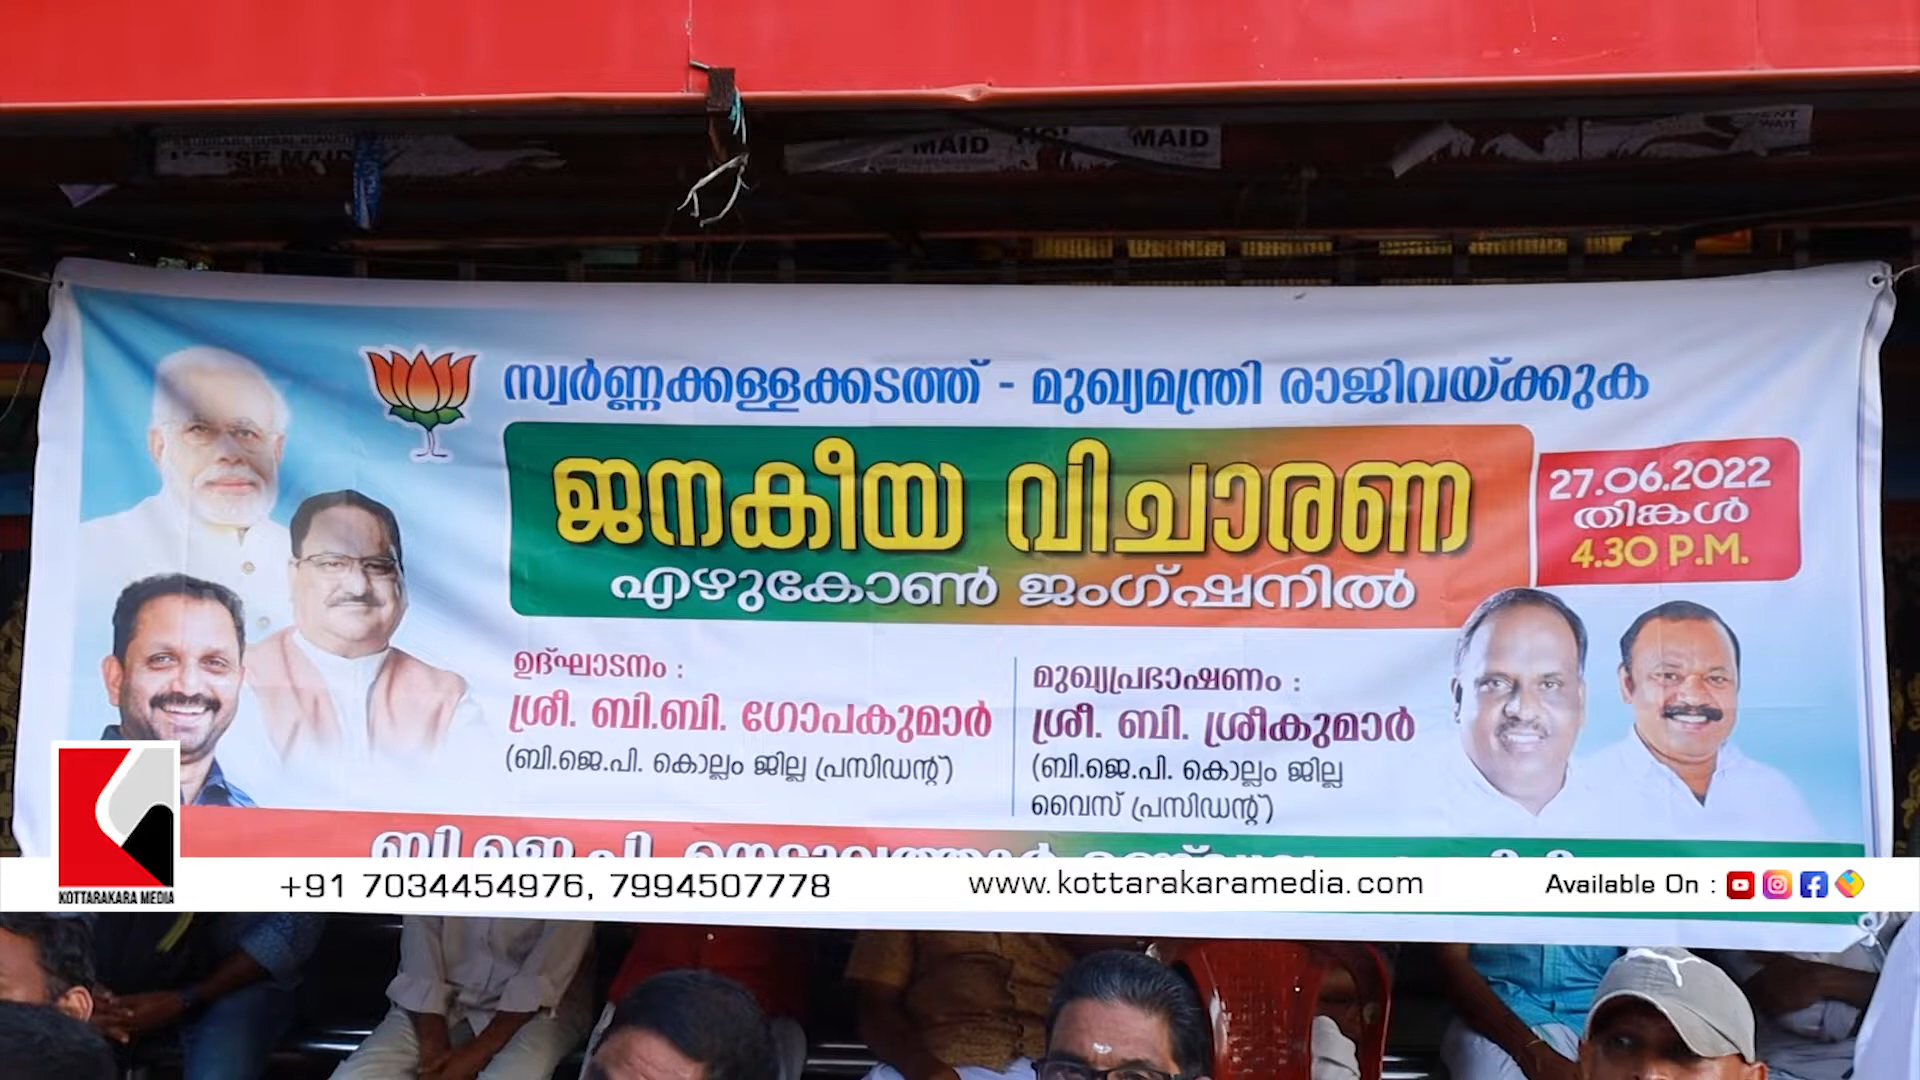 HOUSE MAID
MAID
MAID
സ്വർണ്ണക്കള്ളക്കടത്ത് - മുഖ്യമന്ത്രി രാജിവയ്ക്കുക
ജനകീയ വിചാരണ
എഴുകോൺ ജംഗ്ഷനിൽ
27.06.2022
തിങ്കൾ
4.30 P.M.
ഉദ്ഘാടനം :
ശ്രീ. ബി.ബി. ഗോപകുമാർ
(ബി.ജെ.പി. കൊല്ലം ജില്ല പ്രസിഡന്റ്)
മുഖ്യപ്രഭാഷണം :
ശ്രീ. ബി. ശ്രീകുമാർ
(ബി.ജെ.പി. കൊല്ലം ജില്ല
വൈസ് പ്രസിഡന്റ്)
ബി.ജെ.പി.
KOTTARAKARA MEDIA
+91 7034454976, 7994507778
www.kottarakaramedia.com
Available On :